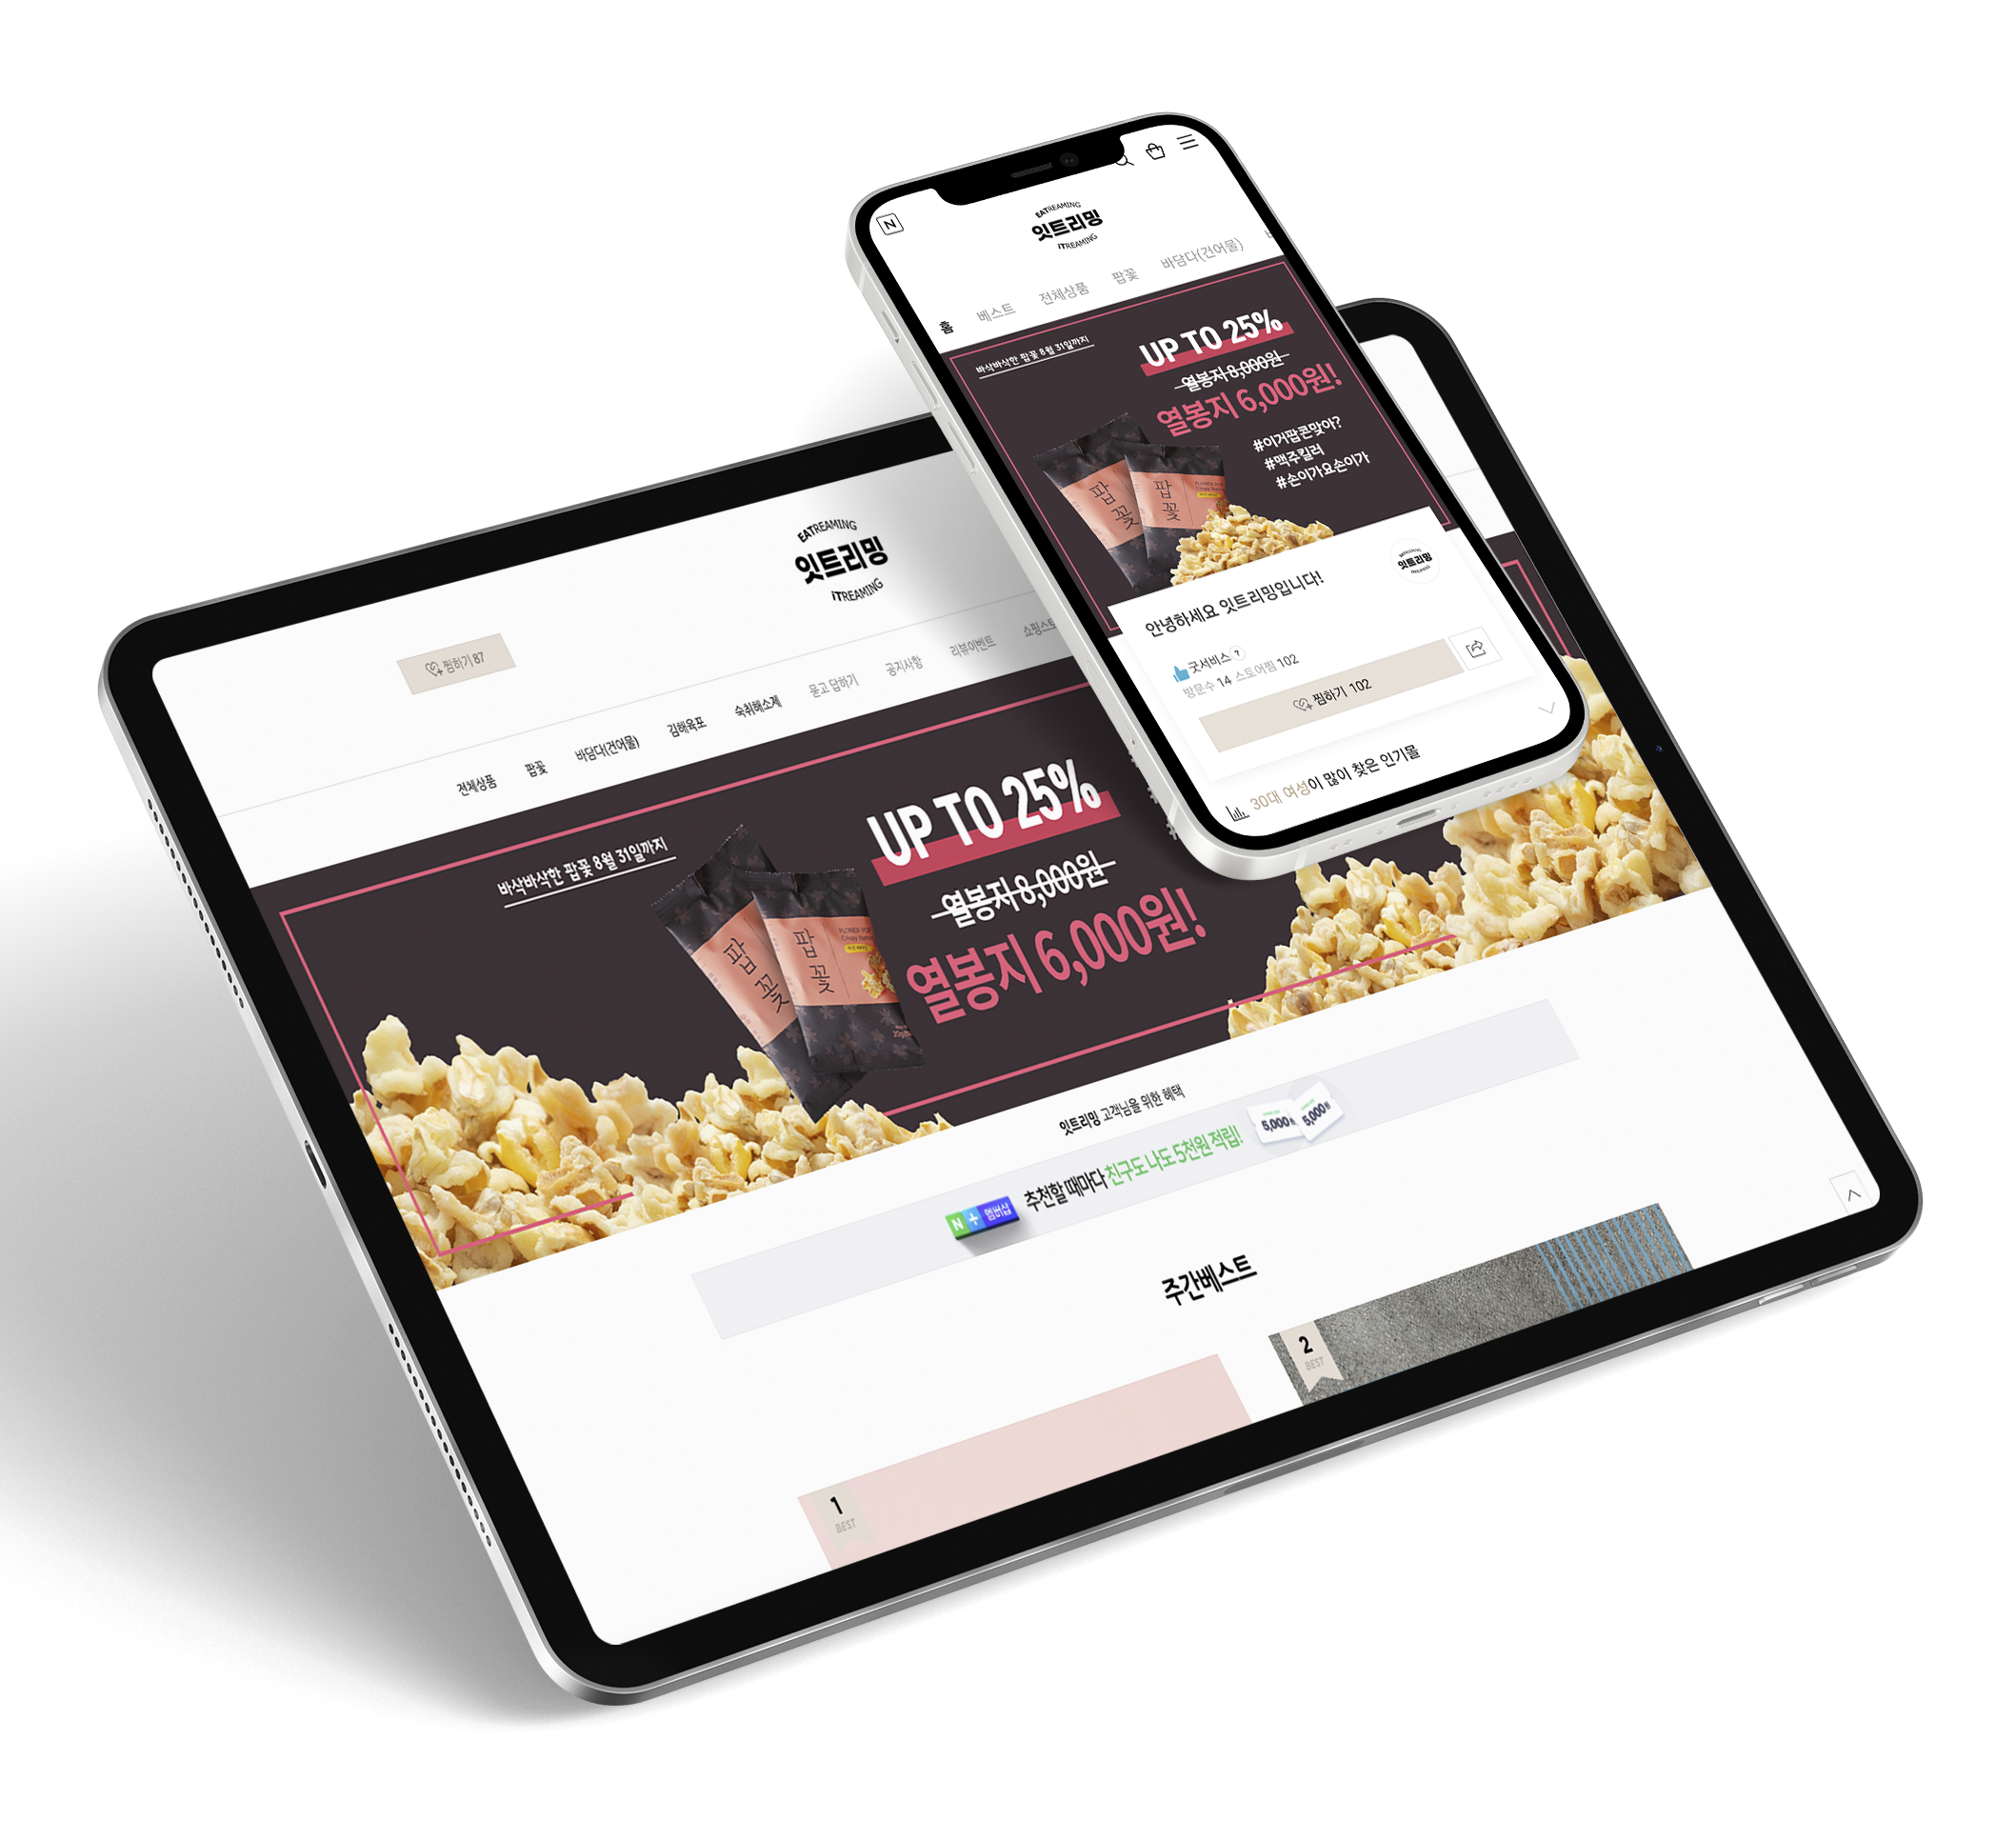 N
EATREAMING
잇트리밍
iTREAMING
홈 베스트 전체상품 팝꽃 바담다(건어물)
바삭바삭한 팝꽃 8월 31일까지
UP TO 25%
열봉지 8,000원
열봉지 6,000원!
#이거팝콘맞아?
#맥주킬러
#손이가요손이가
팝꽃
팝꽃
안녕하세요 잇트리밍입니다!
잇트리밍
굿서비스 ?
방문수 14 스토어찜 102
찜하기 102
30대 여성이 많이 찾은 인기몰
EATREAMING
잇트리밍
iTREAMING
찜하기 87
전체상품 팝꽃 바담다(건어물) 김해육포 숙취해소제 묻고 답하기 공지사항 리뷰이벤트
바삭바삭한 팝꽃 8월 31일까지
UP TO 25%
열봉지 8,000원
열봉지 6,000원!
팝꽃
팝꽃
잇트리밍 고객님을 위한 혜택
N+ 멤버십 추천할 때마다 친구도 나도 5천원 적립!
5,000
5,000
주간베스트
1
BEST
2
BEST